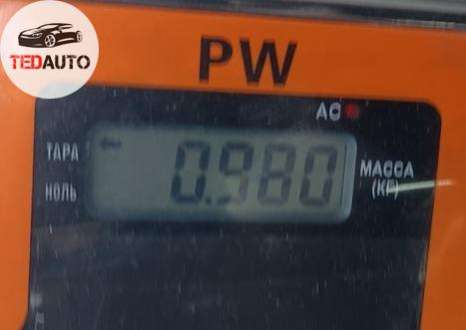 TEDAUTO
PW
AC
ТАРА
0.980
МАССА
(КГ)
НОЛЬ